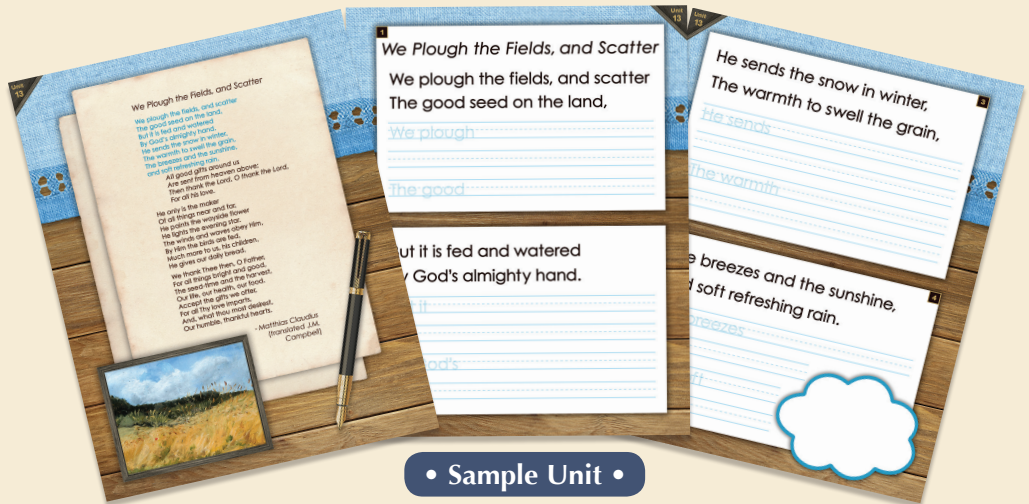 Unit
13
We Plough the Fields, and Scatter
We plough the fields, and scatter
The good seed on the land,
But it is fed and watered
By God's almighty hand,
He sends the snow in winter,
The warmth to swell the grain,
The breezes and the sunshine,
and soft refreshing rain.
All good gifts around us
Are sent from heaven above;
Then thank the Lord, O thank the Lord,
For all his love.
He only is the maker
Of all things near and far,
He paints the wayside flower
He lights the evening star,
The winds and waves obey Him,
By Him the birds are fed,
Much more to us, his children,
He gives our daily bread.
We thank Thee then, O Father,
For all things bright and good,
The seed-time and the harvest,
Our life, our health, our food,
Accept the gifts we offer,
For all Thy love imparts,
And, what thou most desirest,
Our humble, thankful hearts.
- Matthias Claudius
(translated J.M.
Campbell)
Unit
13
1
We Plough the Fields, and Scatter
We plough the fields, and scatter
The good seed on the land,
We plough
The good
ut it is fed and watered
y God's almighty hand.
t it
od's
Unit
13
3
He sends the snow in winter,
The warmth to swell the grain,
He sends
The warmth
4
e breezes and the sunshine,
d soft refreshing rain.
breezes
ft
• Sample Unit •